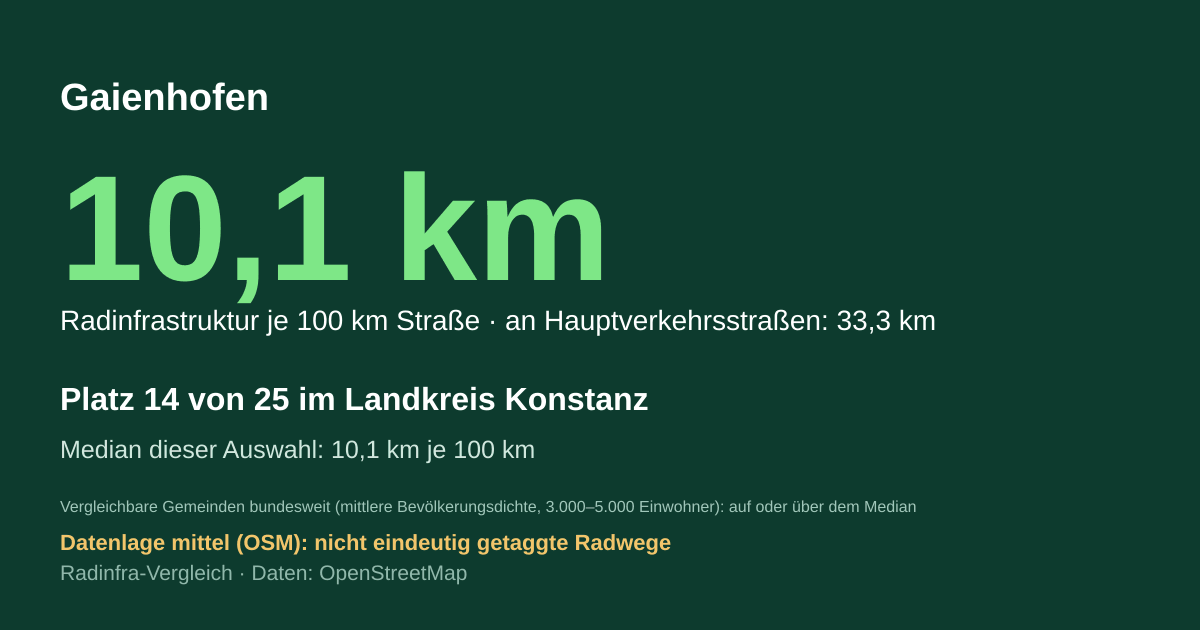 Gaienhofen
10,1 km
Radinfrastruktur je 100 km Straße · an Hauptverkehrsstraßen: 33,3 km
Platz 14 von 25 im Landkreis Konstanz
Median dieser Auswahl: 10,1 km je 100 km
Vergleichbare Gemeinden bundesweit (mittlere Bevölkerungsdichte, 3.000–5.000 Einwohner): auf oder über dem Median
Datenlage mittel (OSM): nicht eindeutig getaggte Radwege
Radinfra-Vergleich · Daten: OpenStreetMap